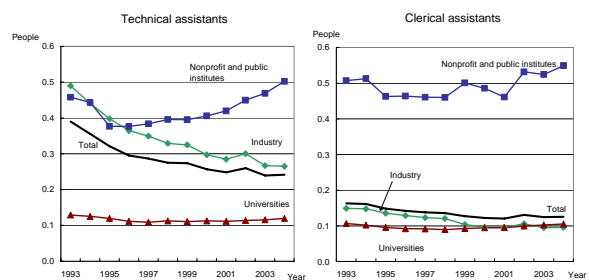 Technical assistants
People
0.6
0.5
0.4
0.3
0.2
0.1
0.0
Nonprofit and public
institutes
Total
Industry
Universities
1993
1995
1997
1999
2001
2003
Year
Clerical assistants
People
0.6
0.5
0.4
0.3
0.2
0.1
0.0
Nonprofit and public institutes
Industry
Total
Universities
1993
1995
1997
1999
2001
2003
Year